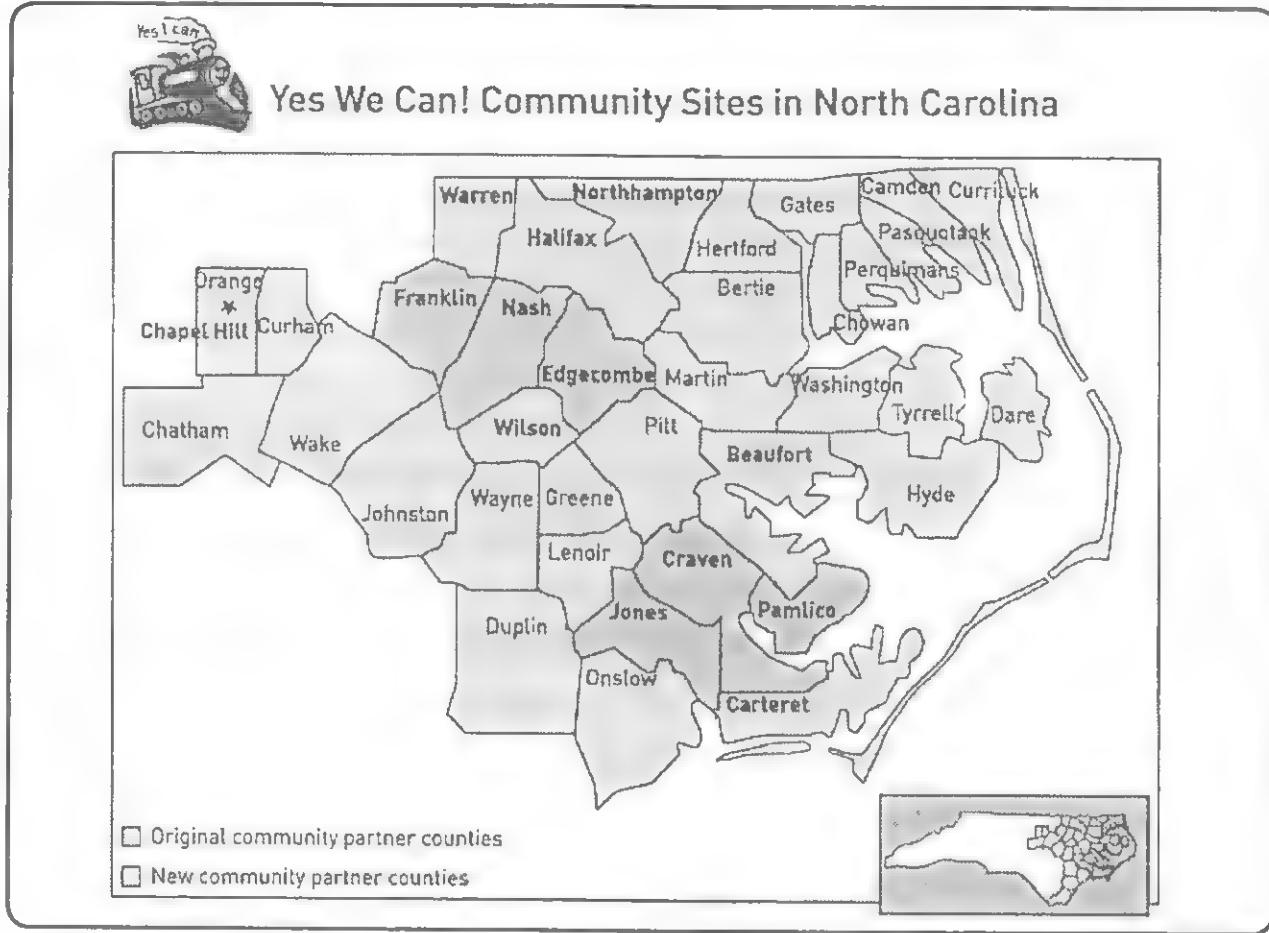 Yes I can
Yes We Can! Community Sites in North Carolina
Warren
Northhampton
Camden
Currituck
Gates
Halifax
Pasquotank
Hertford
Orange
Perquimans
Franklin
Nash
Bertie
Chapel Hill
Curham
Chowan
Edgecombe
Martin
Washington
Chatham
Wake
Wilson
Pitt
Tyrrell
Dare
Beaufort
Johnston
Wayne
Greene
Hyde
Lenoir
Craven
Duplin
Jones
Pamlico
Onslow
Carteret
Original community partner counties
New community partner counties